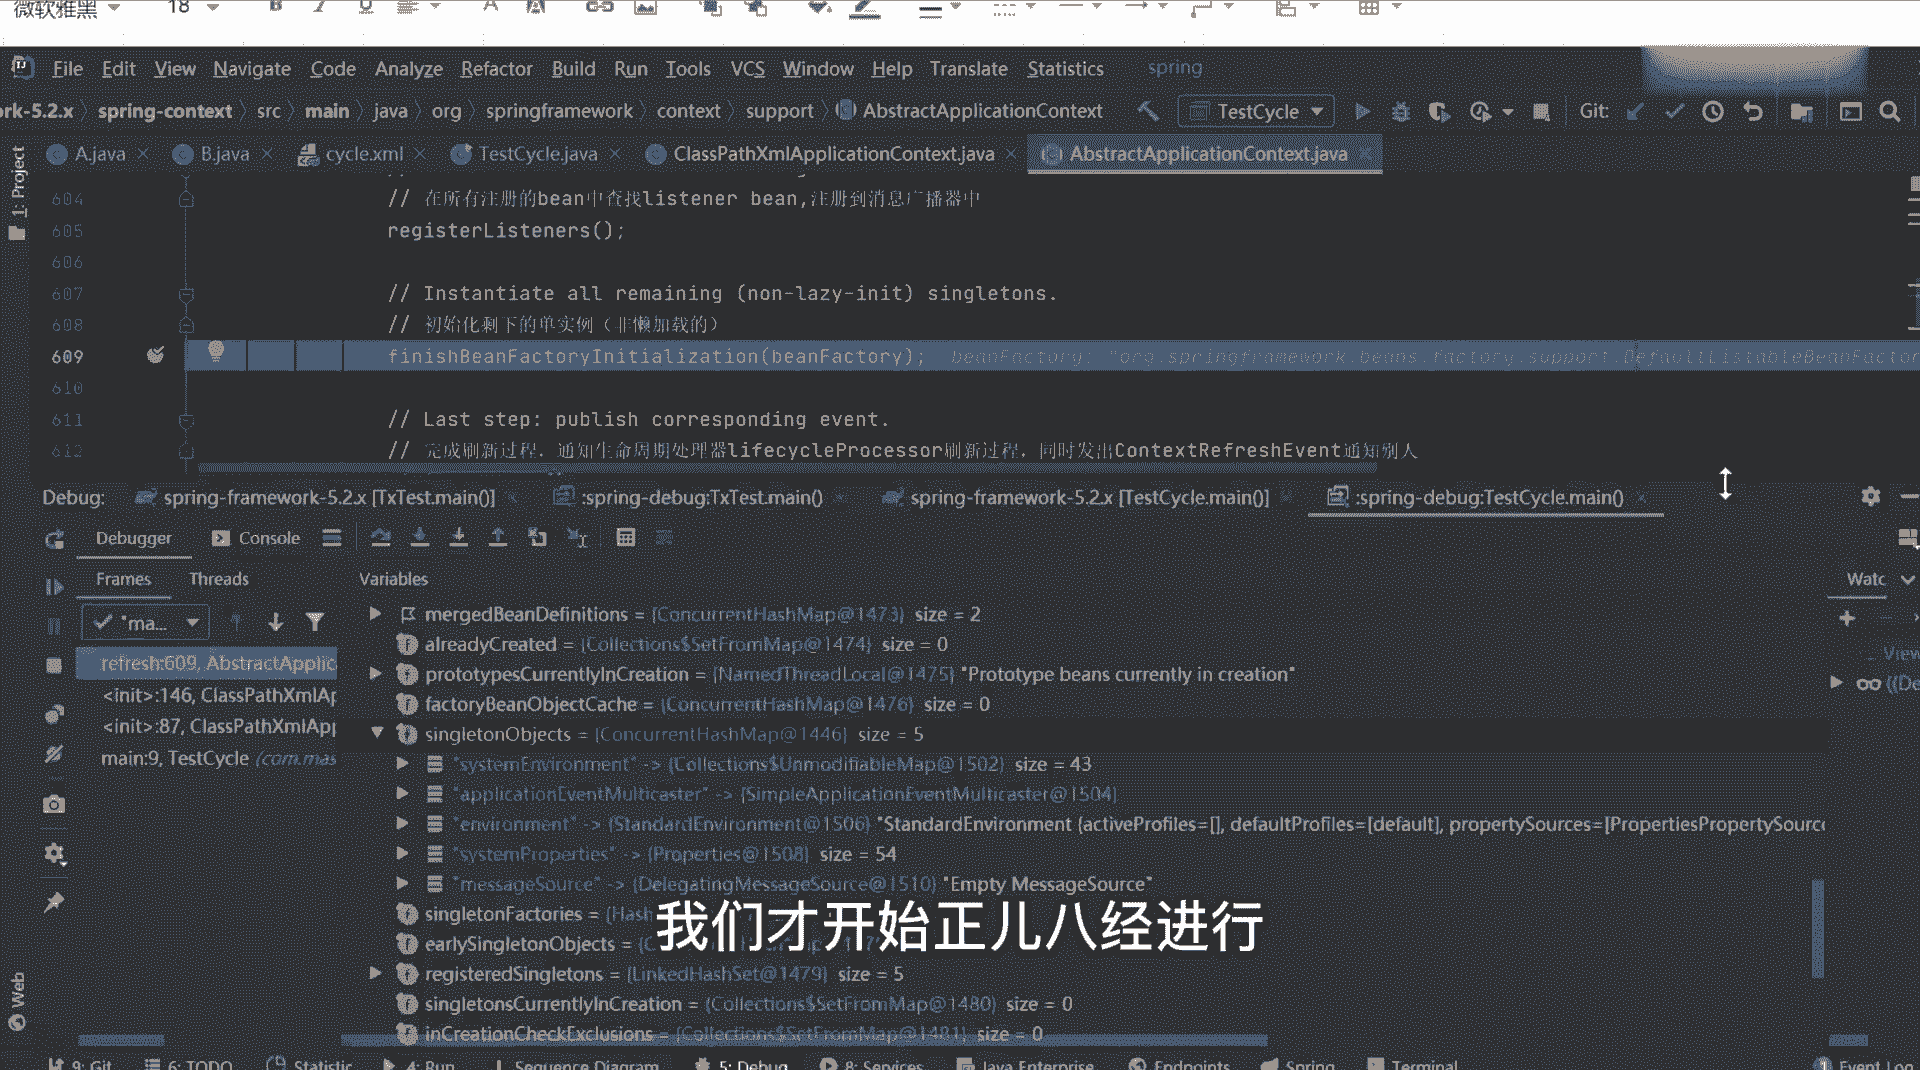 微软雅黑 18
File Edit View Navigate Code Analyze Refactor Build Run Tools VCS Window Help Translate Statistics spring
rk-5.2.x spring-context src main java org springframework context support AbstractApplicationContext TestCycle Git:
A.java B.java cycle.xml TestCycle.java ClassPathXmlApplicationContext.java AbstractApplicationContext.java
1: Project
604 // 在所有注册的bean中查找listener bean,注册到消息广播器中
605 registerListeners();
606
607 // Instantiate all remaining (non-lazy-init) singletons.
608 // 初始化剩下的单实例（非懒加载的）
609 finishBeanFactoryInitialization(beanFactory); beanFactory: "org.springframework.beans.factory.support.DefaultListableBeanFactor
610
611 // Last step: publish corresponding event.
612 // 完成刷新过程，通知生命周期处理器lifecycleProcessor刷新过程，同时发出ContextRefreshEvent通知别人
Debug: spring-framework-5.2.x [TxTest.main()] :spring-debug:TxTest.main() spring-framework-5.2.x [TestCycle.main()] :spring-debug:TestCycle.main()
Debugger Console
Frames Threads Variables Watc
"ma...
refresh:609, AbstractApplic
<init>:146, ClassPathXmlAp
<init>:87, ClassPathXmlApp
main:9, TestCycle (com.mas
mergedBeanDefinitions = {ConcurrentHashMap@1473} size = 2
alreadyCreated = {Collections$SetFromMap@1474} size = 0
prototypesCurrentlyInCreation = {NamedThreadLocal@1475} "Prototype beans currently in creation"
factoryBeanObjectCache = {ConcurrentHashMap@1476} size = 0
singletonObjects = {ConcurrentHashMap@1446} size = 5
"systemEnvironment" -> {Collections$UnmodifiableMap@1502} size = 43
"applicationEventMulticaster" -> {SimpleApplicationEventMulticaster@1504}
"environment" -> {StandardEnvironment@1506} "StandardEnvironment {activeProfiles=[], defaultProfiles=[default], propertySources=[PropertiesPropertySourc
"systemProperties" -> {Properties@1508} size = 54
"messageSource" -> {DelegatingMessageSource@1510} "Empty MessageSource"
singletonFactories = {Hash
earlySingletonObjects = {C
registeredSingletons = {LinkedHashSet@1479} size = 5
singletonsCurrentlyInCreation = {Collections$SetFromMap@1480} size = 0
inCreationCheckExclusions = {Collections$SetFromMap@1481} size = 0
View
((De
我们才开始正儿八经进行
Web
9: Git 6: TODO Statistic 4: Run Sequence Diagram 5: Debug 8: Services Java Enterprise Endpoints Spring Terminal Event Log